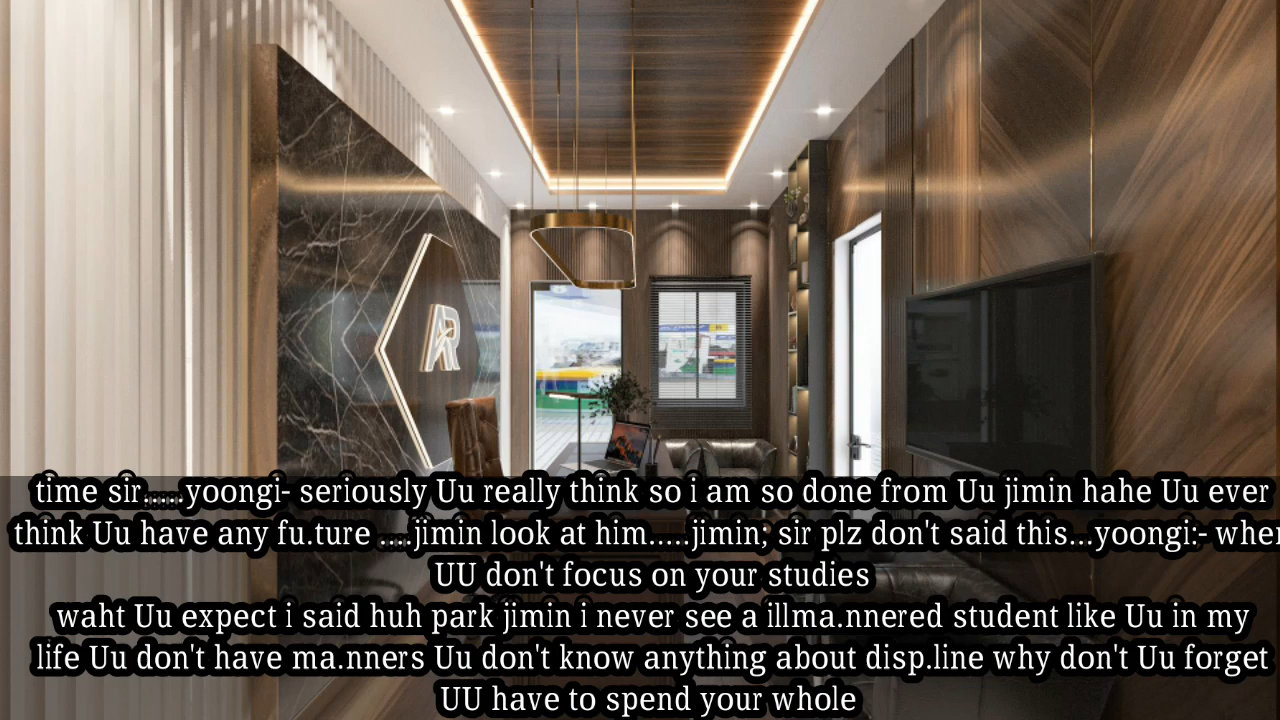 AR
time sir......yoongi- seriously Uu really think so i am so done from Uu jimin hahe Uu ever
think Uu have any fu.ture ....jimin look at him.....jimin; sir plz don't said this...yoongi:- when
UU don't focus on your studies
waht Uu expect i said huh park jimin i never see a illma.nnered student like Uu in my
life Uu don't have ma.nners Uu don't know anything about disp.line why don't Uu forget
UU have to spend your whole